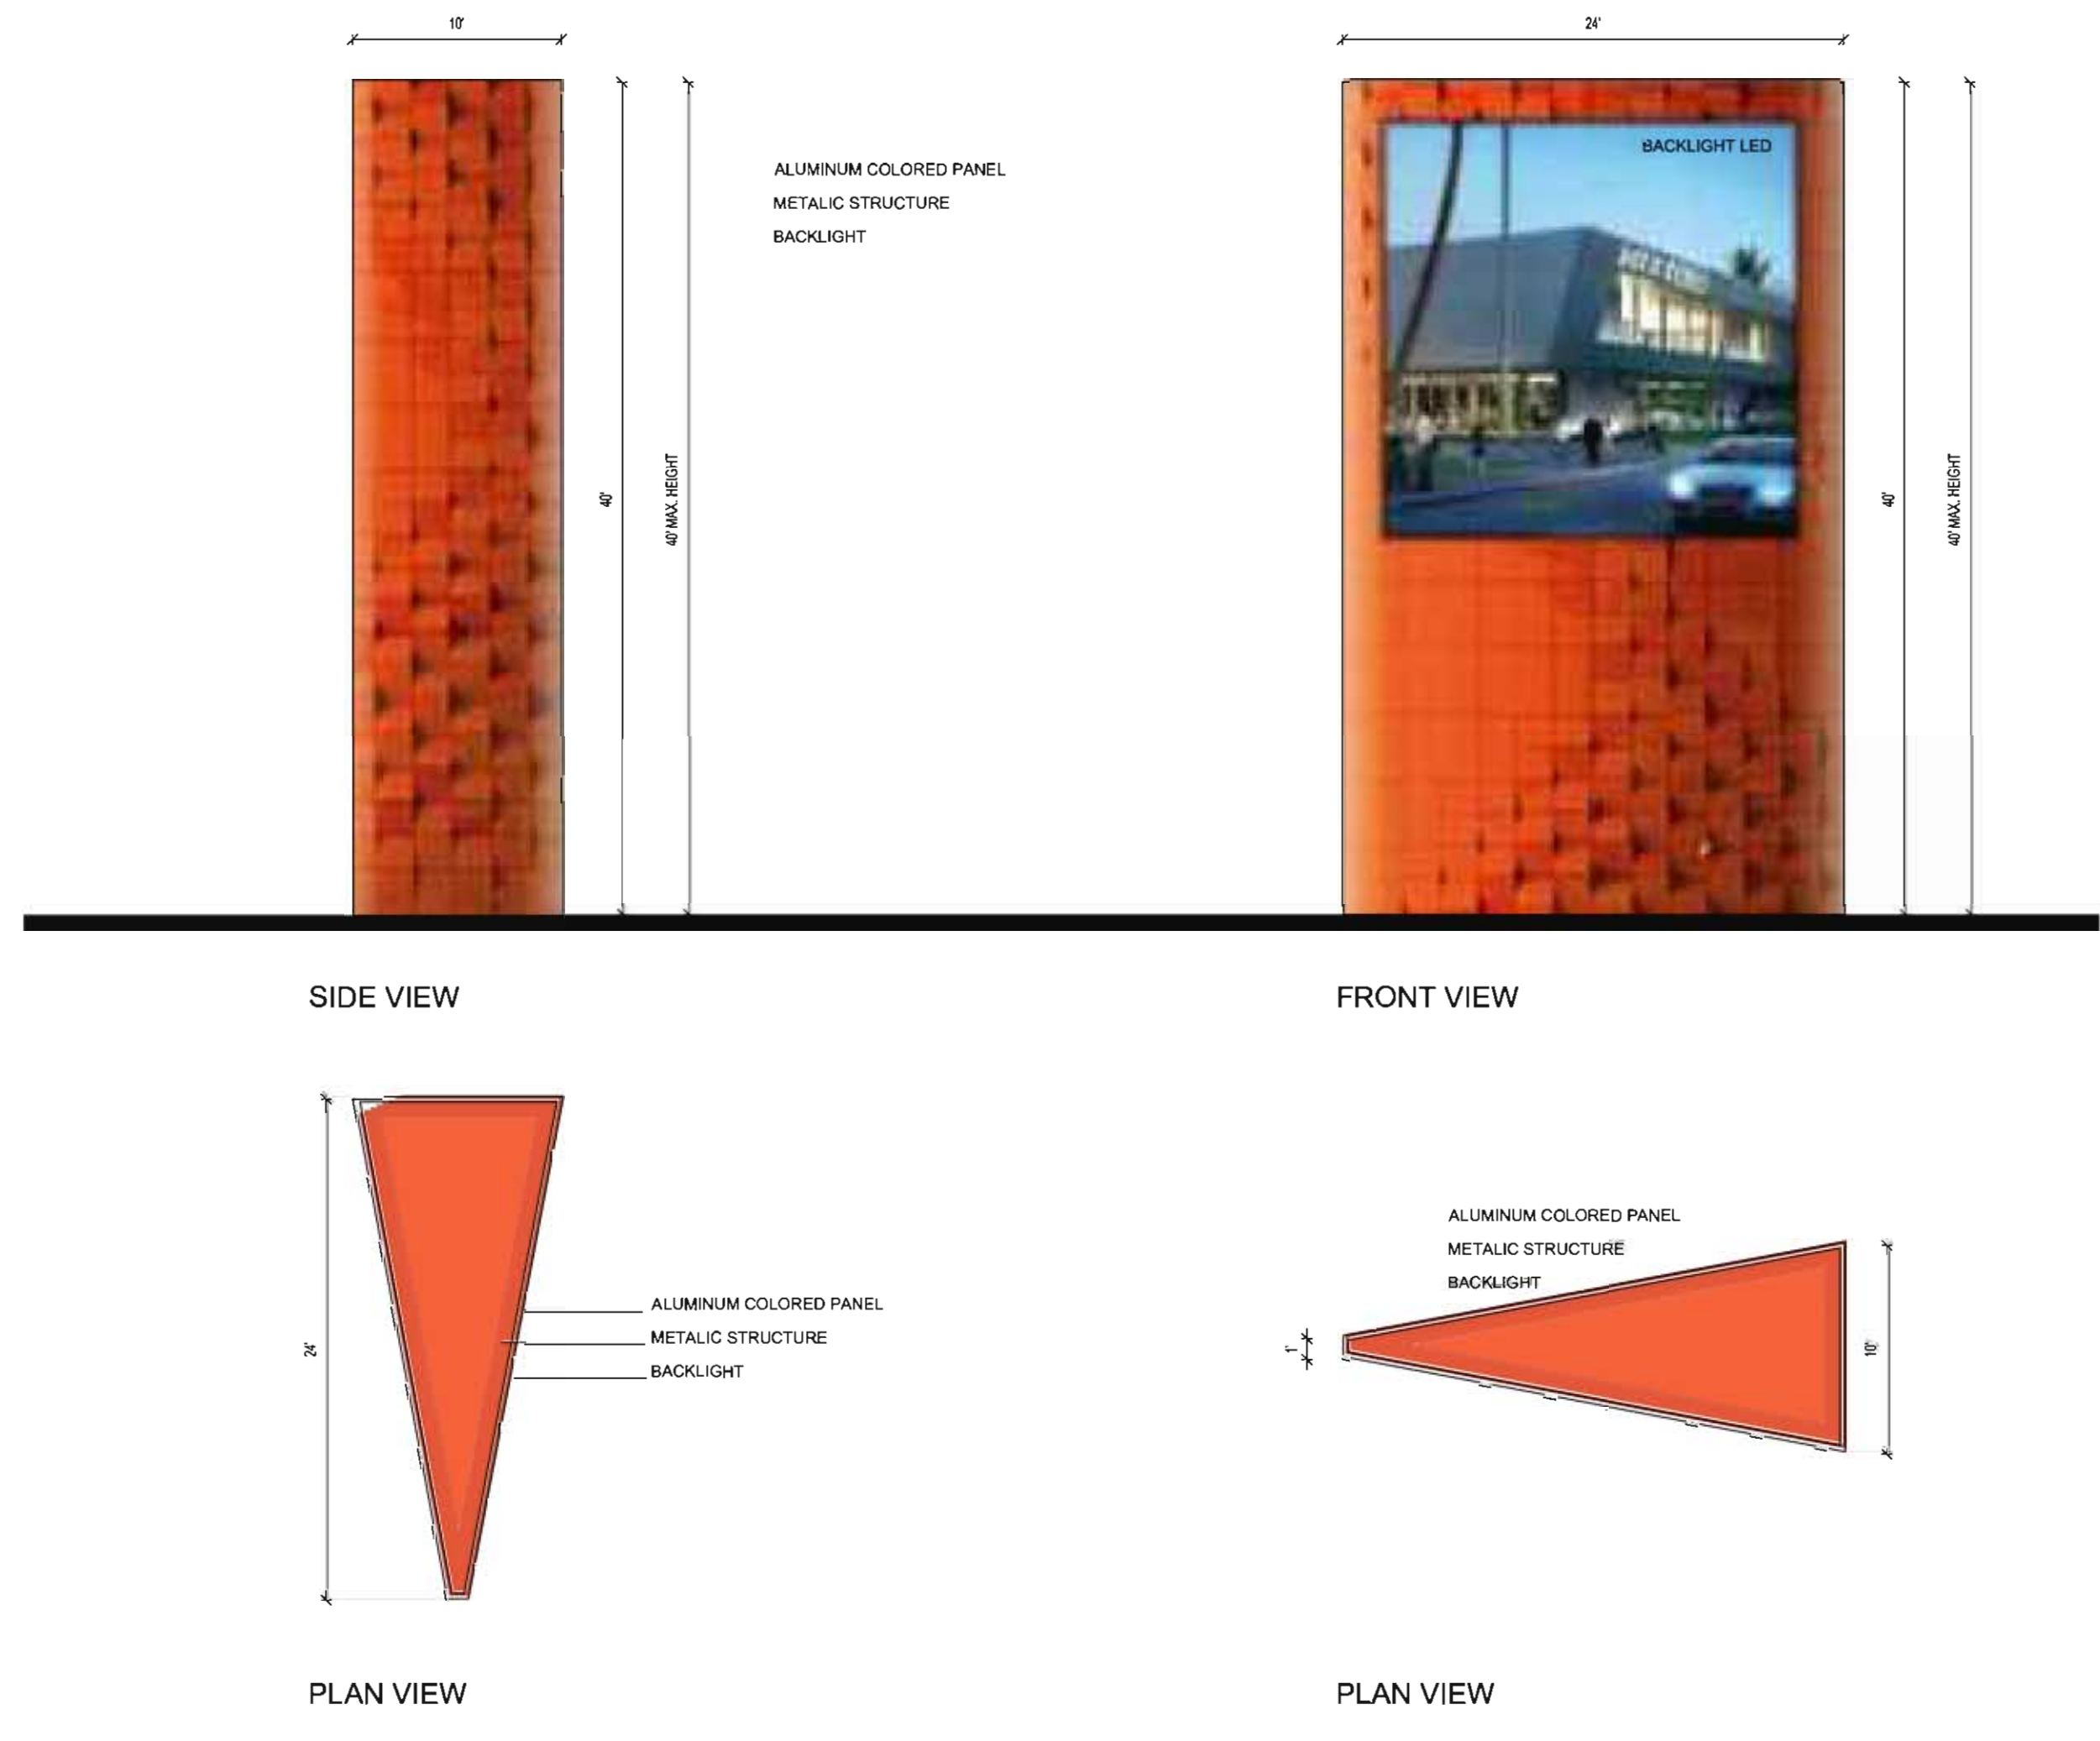 10'
24'
ALUMINUM COLORED PANEL
METALIC STRUCTURE
BACKLIGHT
BACKLIGHT LED
40'
40' MAX. HEIGHT
40'
40' MAX. HEIGHT
SIDE VIEW
FRONT VIEW
24'
ALUMINUM COLORED PANEL
METALIC STRUCTURE
BACKLIGHT
ALUMINUM COLORED PANEL
METALIC STRUCTURE
BACKLIGHT
1'
10'
PLAN VIEW
PLAN VIEW